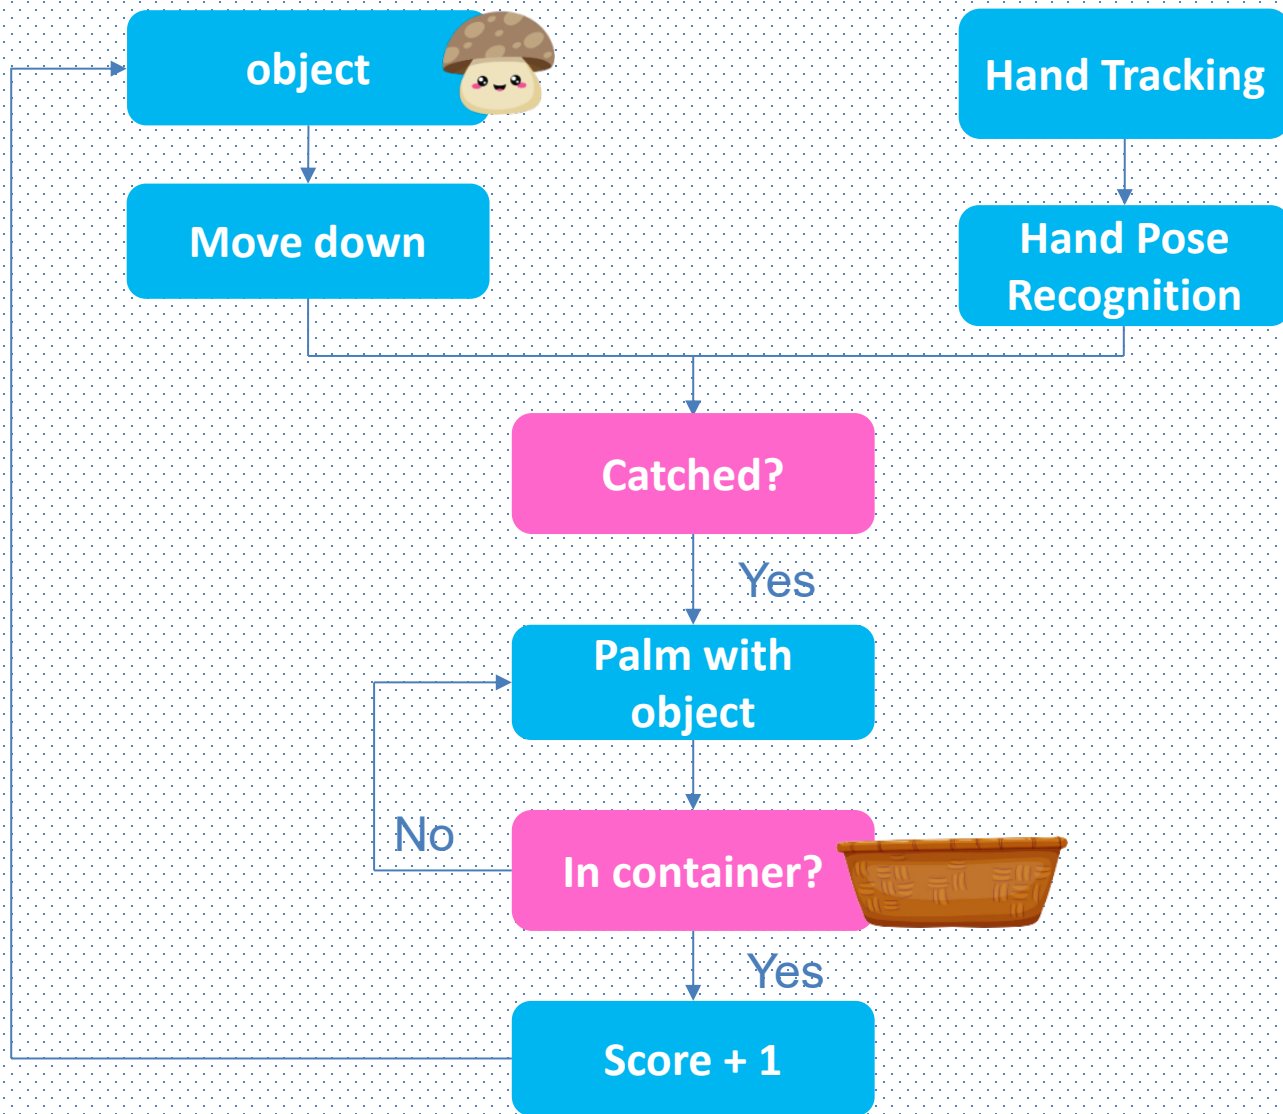 object
Hand Tracking
Move down
Hand Pose
Recognition
Catched?
Yes
Palm with
object
No
In container?
Yes
Score + 1